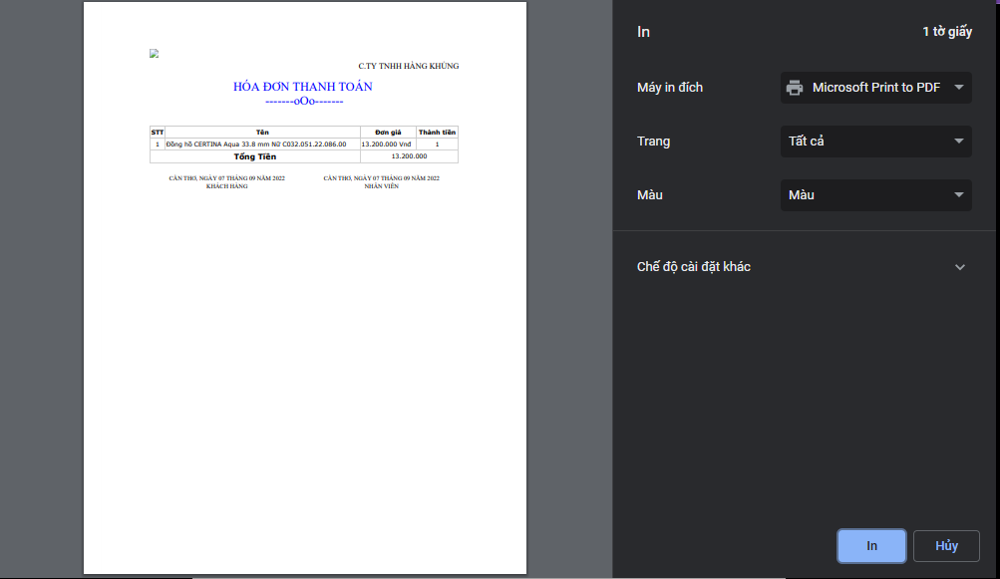 C.TY TNHH HÀNG KHỦNG
HÓA ĐƠN THANH TOÁN
-------oOo-------
STT Tên Đơn giá Thành tiền
1 Đồng hồ CERTINA Aqua 33.8 mm Nữ C032.051.22.086.00 13.200.000 Vnđ 1
Tổng Tiền 13.200.000
CẦN THƠ, NGÀY 07 THÁNG 09 NĂM 2022 CẦN THƠ, NGÀY 07 THÁNG 09 NĂM 2022
KHÁCH HÀNG NHÂN VIÊN
In 1 tờ giấy
Máy in đích Microsoft Print to PDF
Trang Tất cả
Màu Màu
Chế độ cài đặt khác
In Hủy